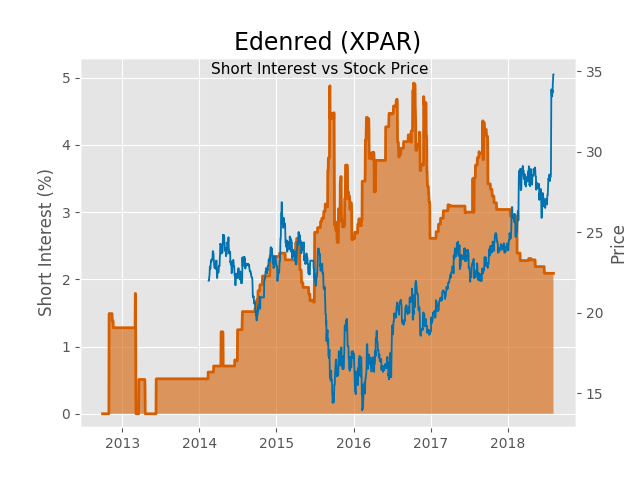 Edenred (XPAR)
Short Interest vs Stock Price
Short Interest (%)
5
4
3
2
1
0
35
30
25
20
15
Price
2013 2014 2015 2016 2017 2018